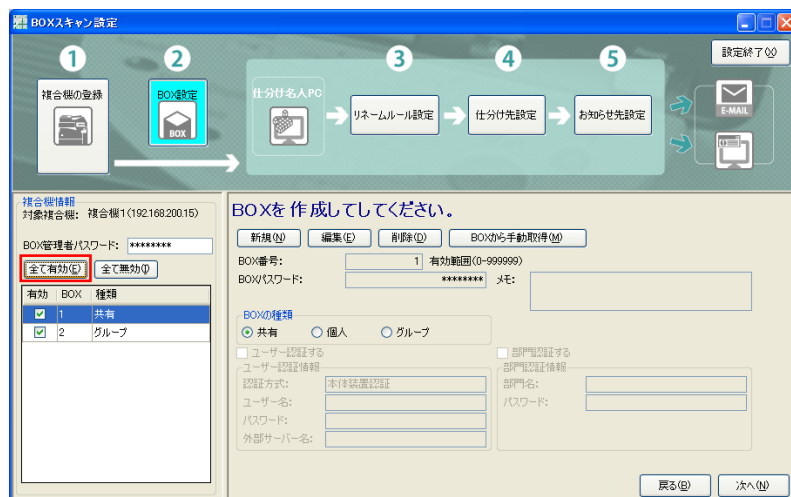 BOXスキャン設定
設定終了(X)
1
2
3
4
5
複合機の登録
BOX設定
BOX
仕分け名人PC
リネームルール設定
仕分け先設定
お知らせ先設定
E-MAIL
複合機情報
対象複合機: 複合機1(192.168.200.15)
BOX管理者パスワード: ********
全て有効(E) 全て無効(I)
有効 BOX 種類
1 共有
2 グループ
BOXを作成してしてください。
新規(N) 編集(E) 削除(D) BOXから手動取得(M)
BOX番号: 1 有効範囲(0-999999)
BOXパスワード: ******** メモ:
BOXの種類
共有 個人 グループ
ユーザー認証する
ユーザー認証情報
認証方式: 本体装置認証
ユーザー名:
パスワード:
外部サーバー名:
部門認証する
部門認証情報
部門名:
パスワード:
戻る(B) 次へ(N)